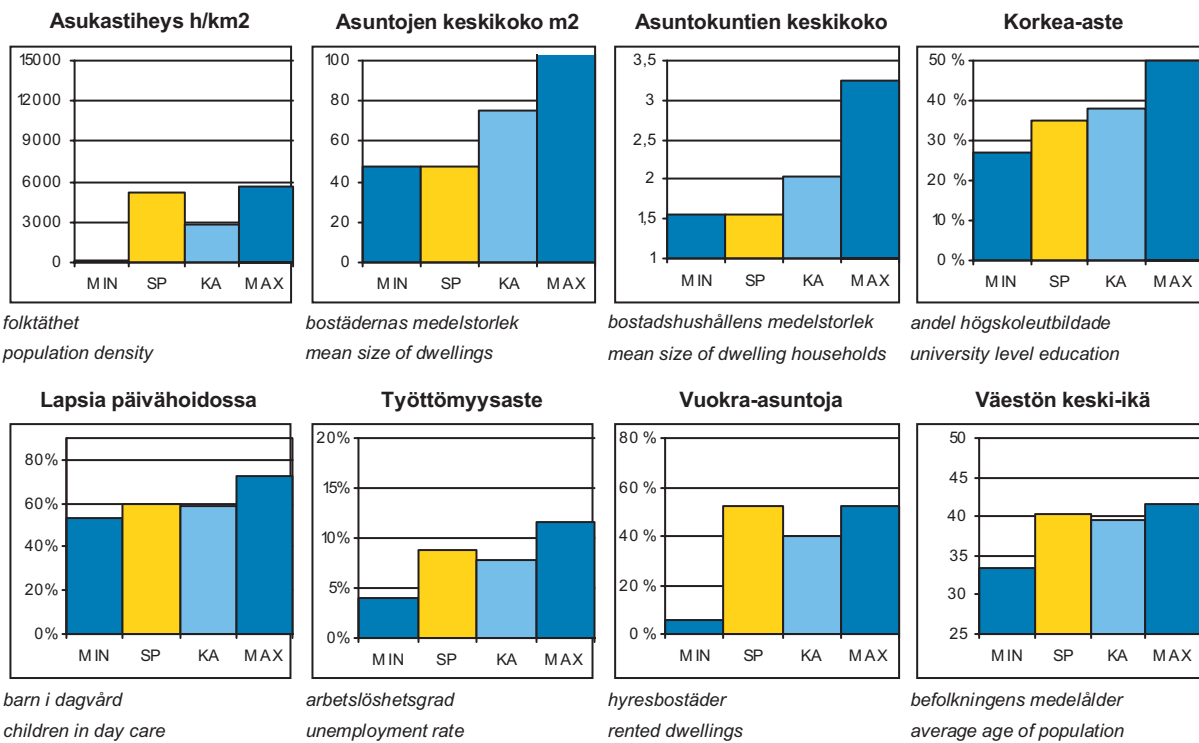 Asukastiheys h/km2
15000
12000
9000
6000
3000
0
MIN SP KA MAX
folktäthet
population density
Asuntojen keskikoko m2
100
80
60
40
20
0
MIN SP KA MAX
bostädernas medelstorlek
mean size of dwellings
Asuntokuntien keskikoko
3,5
3
2,5
2
1,5
1
MIN SP KA MAX
bostadshushållens medelstorlek
mean size of dwelling households
Korkea-aste
50 %
40 %
30 %
20 %
10 %
0 %
MIN SP KA MAX
andel högskoleutbildade
university level education
Lapsia päivähoidossa
80%
60%
40%
20%
0%
MIN SP KA MAX
barn i dagvård
children in day care
Työttömyysaste
20%
15%
10%
5%
0%
MIN SP KA MAX
arbetslöshetsgrad
unemployment rate
Vuokra-asuntoja
80 %
60 %
40 %
20 %
0 %
MIN SP KA MAX
hyresbostäder
rented dwellings
Väestön keski-ikä
50
45
40
35
30
25
MIN SP KA MAX
befolkningens medelålder
average age of population